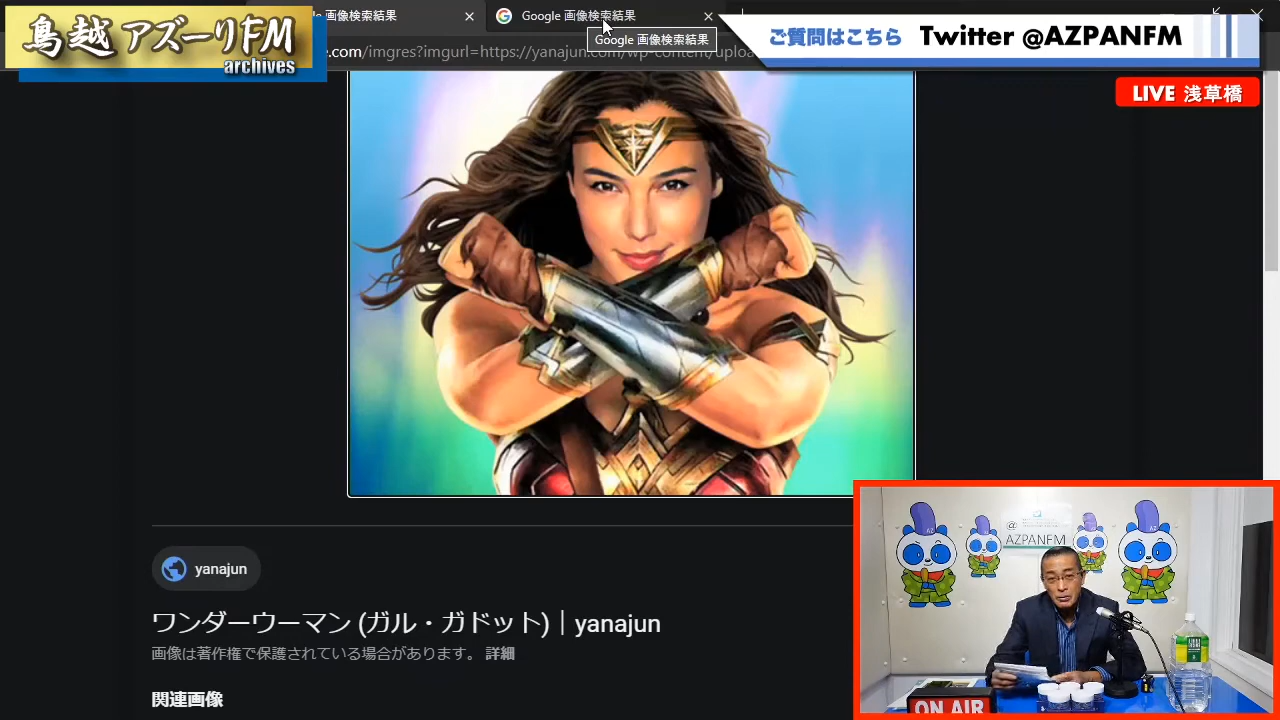 鳥越アズーリFM
archives
画像検索結果
Google 画像検索結果
Google 画像検索結果
e.com/imgres?imgurl=https://yanajun.com/wp-content/uploa
ご質問はこちら Twitter @AZPANFM
LIVE 浅草橋
yanajun
ワンダーウーマン (ガル・ガドット)｜yanajun
画像は著作権で保護されている場合があります。 詳細
関連画像
@
AZPANFM
AZ
AZ
ON AIR